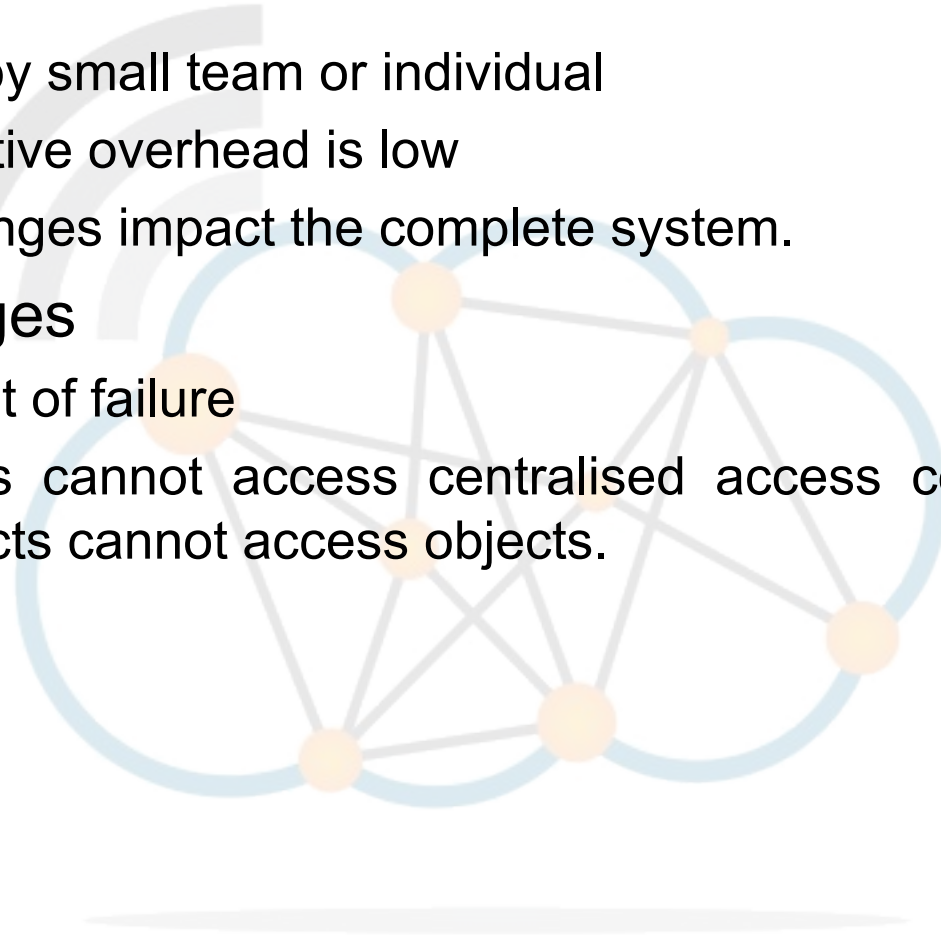 by small team or individual
tive overhead is low
nges impact the complete system.
ges
t of failure
s cannot access centralised access c
cts cannot access objects.